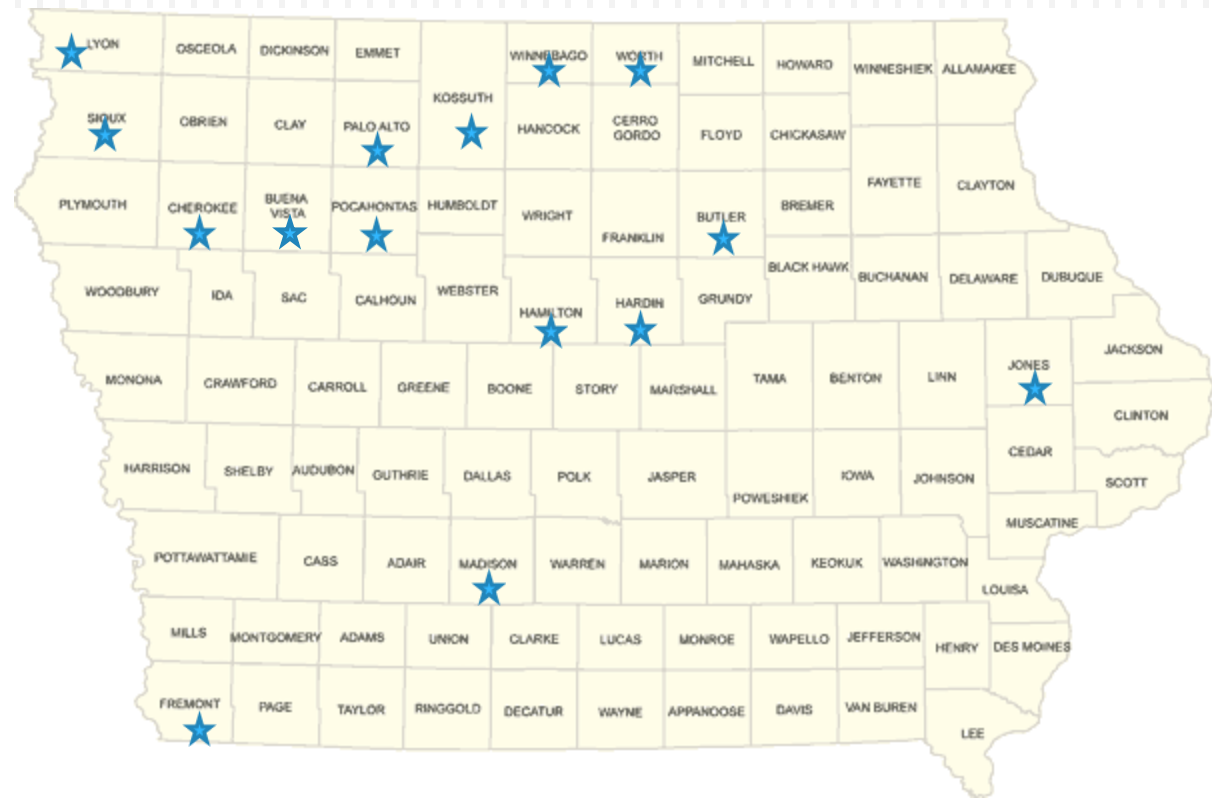 LYON
OSCEOLA
DICKINSON
EMMET
KOSSUTH
WINNEBAGO
WORTH
MITCHELL
HOWARD
WINNESHIEK
ALLAMAKEE
SIOUX
OBRIEN
CLAY
PALO ALTO
HANCOCK
CERRO
GORDO
FLOYD
CHICKASAW
PLYMOUTH
CHEROKEE
BUENA
VISTA
POCAHONTAS
HUMBOLDT
WRIGHT
FRANKLIN
BUTLER
BREMER
FAYETTE
CLAYTON
WOODBURY
IDA
SAC
CALHOUN
WEBSTER
HAMILTON
HARDIN
GRUNDY
BLACK HAWK
BUCHANAN
DELAWARE
DUBUQUE
MONONA
CRAWFORD
CARROLL
GREENE
BOONE
STORY
MARSHALL
TAMA
BENTON
LINN
JONES
JACKSON
CLINTON
HARRISON
SHELBY
AUDUBON
GUTHRIE
DALLAS
POLK
JASPER
POWESHIEK
IOWA
JOHNSON
CEDAR
SCOTT
MUSCATINE
POTTAWATTAMIE
CASS
ADAIR
MADISON
WARREN
MARION
MAHASKA
KEOKUK
WASHINGTON
LOUISA
MILLS
MONTGOMERY
ADAMS
UNION
CLARKE
LUCAS
MONROE
WAPELLO
JEFFERSON
HENRY
DES MOINES
FREMONT
PAGE
TAYLOR
RINGGOLD
DECATUR
WAYNE
APPANOOSE
DAVIS
VAN BUREN
LEE